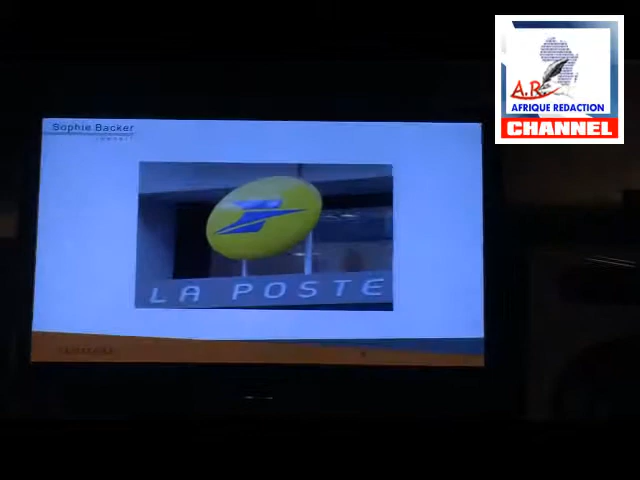 A.R.
AFRIQUE REDACTION
CHANNEL
Sophie Backer
LA POSTE